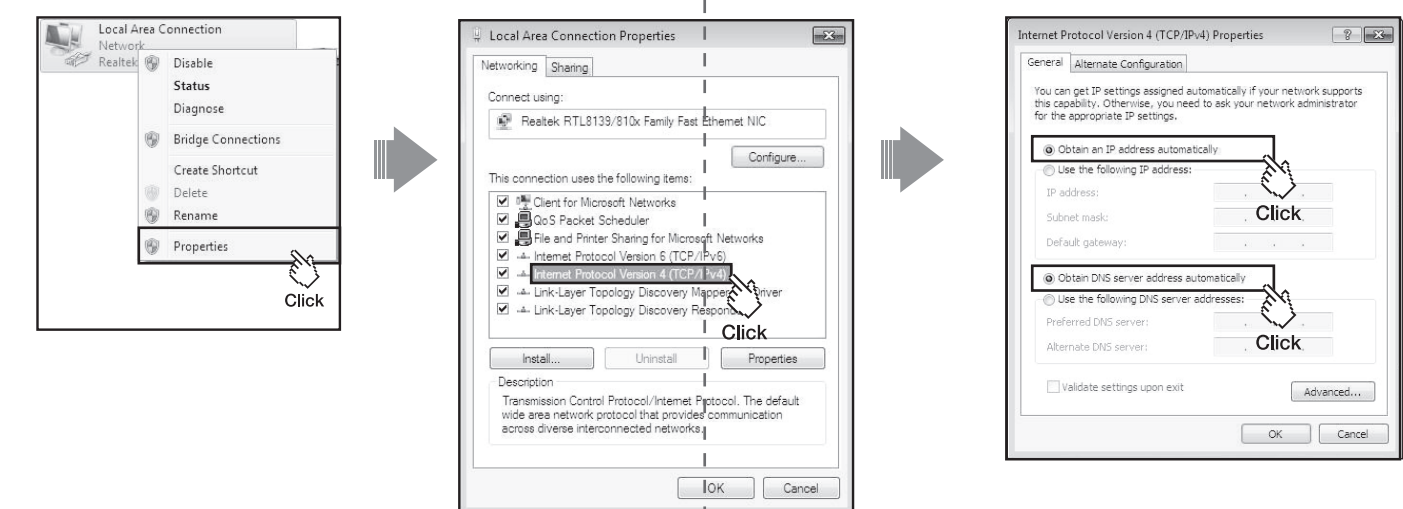 Local Area Connection
Network
Realtek
Disable
Status
Diagnose
Bridge Connections
Create Shortcut
Delete
Rename
Properties
Click
Local Area Connection Properties
Networking
Sharing
Connect using:
Realtek RTL8139/810x Family Fast Ethernet NIC
Configure...
This connection uses the following items:
Client for Microsoft Networks
QoS Packet Scheduler
File and Printer Sharing for Microsoft Networks
Internet Protocol Version 6 (TCP/IPv6)
Internet Protocol Version 4 (TCP/IPv4)
Link-Layer Topology Discovery Mapper Driver
Link-Layer Topology Discovery
Click
Install...
Uninstall
Properties
Description
Transmission Control Protocol/Internet Protocol. The default
wide area network protocol that provides communication
across diverse interconnected networks.
OK
Cancel
Internet Protocol Version 4 (TCP/IPv4) Properties
General
Alternate Configuration
You can get IP settings assigned automatically if your network supports
this capability. Otherwise, you need to ask your network administrator
for the appropriate IP settings.
Obtain an IP address automatically
Use the following IP address:
IP address:
Subnet mask:
Click
Default gateway:
Obtain DNS server address automatically
Use the following DNS server addresses:
Preferred DNS server:
Alternate DNS server:
Click
Validate settings upon exit
Advanced...
OK
Cancel